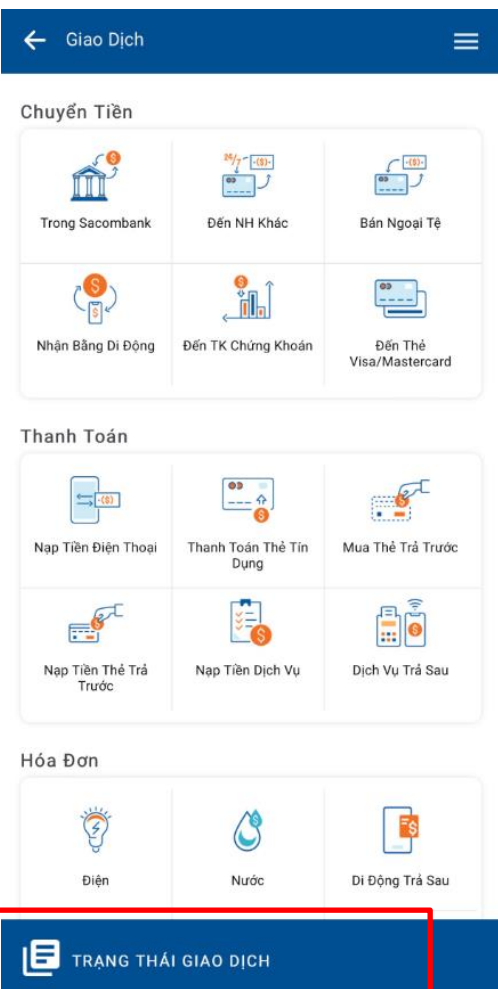 Giao Dịch
Chuyển Tiền
24/7
Trong Sacombank
Đến NH Khác
Bán Ngoại Tệ
Nhận Bằng Di Động
Đến TK Chứng Khoán
Đến Thẻ
Visa/Mastercard
Thanh Toán
Nạp Tiền Điện Thoại
Thanh Toán Thẻ Tín
Dụng
Mua Thẻ Trả Trước
Nạp Tiền Thẻ Trả
Trước
Nạp Tiền Dịch Vụ
Dịch Vụ Trả Sau
Hóa Đơn
Điện
Nước
Di Động Trả Sau
TRẠNG THÁI GIAO DỊCH